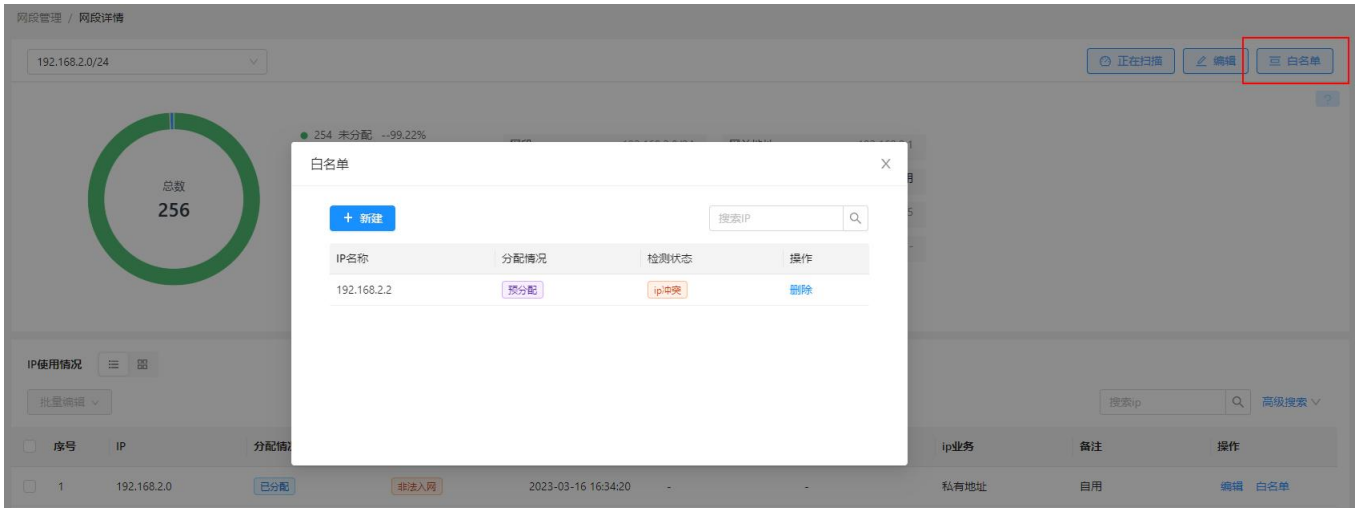 网段管理 / 网段详情
192.168.2.0/24
正在扫描 编辑 白名单
254 未分配 --99.22%
总数
256
白名单
新建 搜索IP
IP名称 分配情况 检测状态 操作
192.168.2.2 预分配 ip冲突 删除
IP使用情况
批量编辑 搜索ip 高级搜索
序号 IP 分配情 ip业务 备注 操作
1 192.168.2.0 已分配 非法入网 2023-03-16 16:34:20 - - 私有地址 自用 编辑 白名单